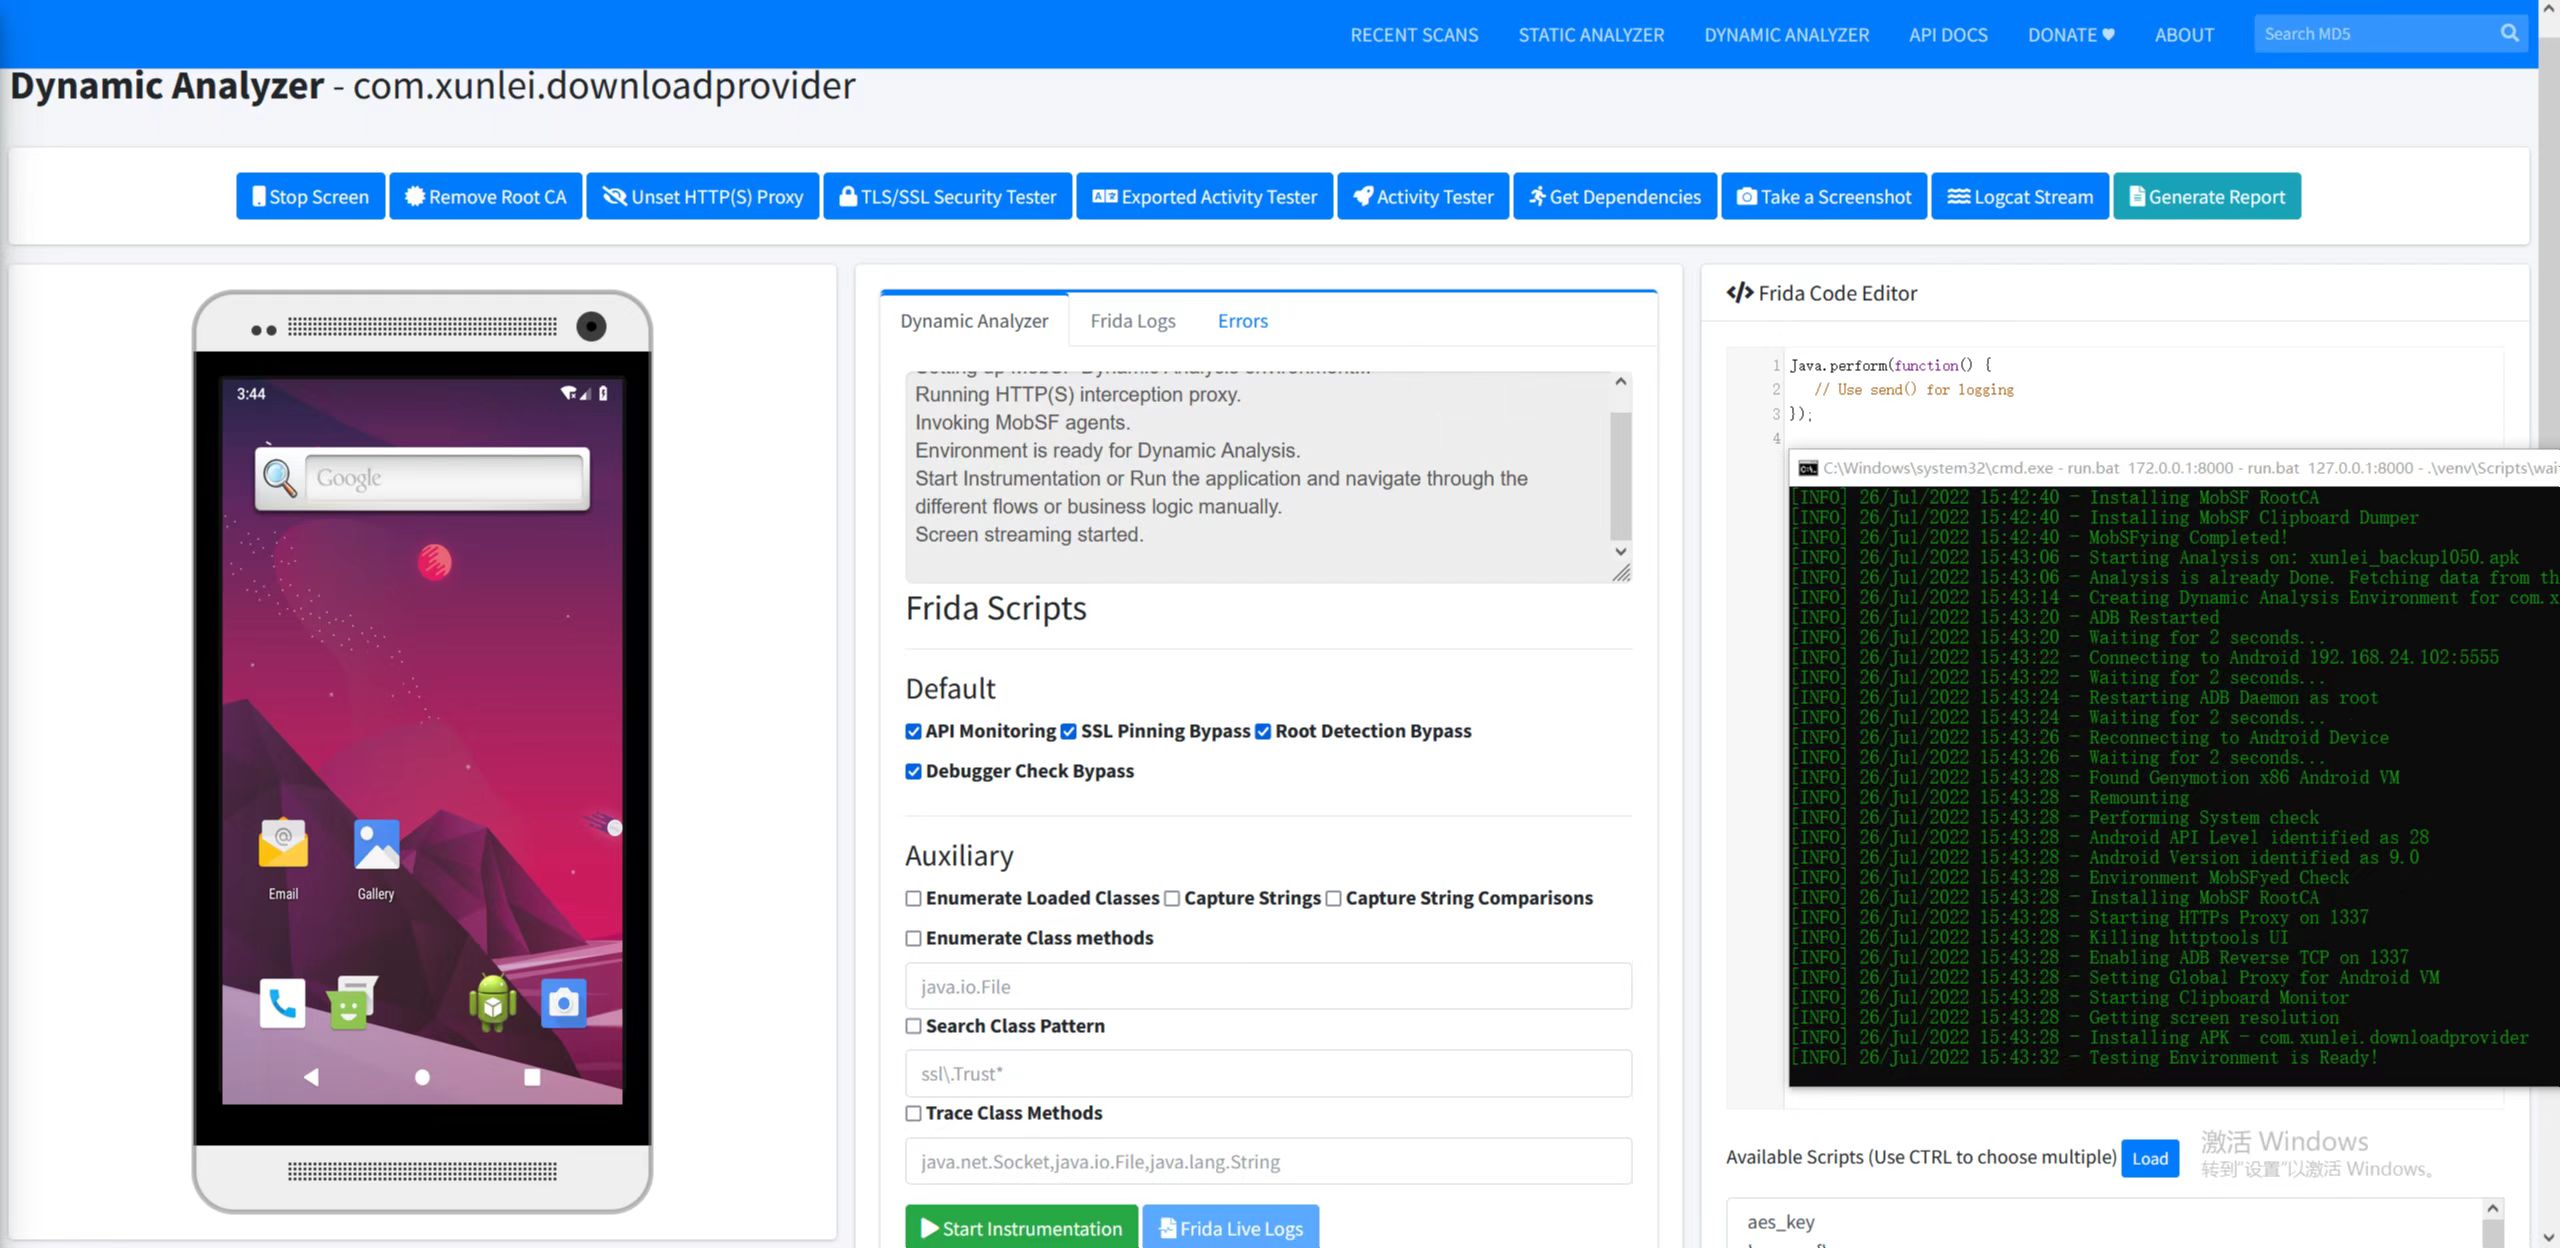 RECENT SCANS STATIC ANALYZER DYNAMIC ANALYZER API DOCS DONATE ♥ ABOUT Search MD5
Dynamic Analyzer - com.xunlei.downloadprovider
Stop Screen Remove Root CA Unset HTTP(S) Proxy TLS/SSL Security Tester Exported Activity Tester Activity Tester Get Dependencies Take a Screenshot Logcat Stream Generate Report
3:44
Google
Email Gallery
Dynamic Analyzer Frida Logs Errors
Setting up MobSF Dynamic Analysis environment...
Running HTTP(S) interception proxy.
Invoking MobSF agents.
Environment is ready for Dynamic Analysis.
Start Instrumentation or Run the application and navigate through the
different flows or business logic manually.
Screen streaming started.
Frida Scripts
Default
API Monitoring SSL Pinning Bypass Root Detection Bypass
Debugger Check Bypass
Auxiliary
Enumerate Loaded Classes Capture Strings Capture String Comparisons
Enumerate Class methods
java.io.File
Search Class Pattern
ssl\.Trust*
Trace Class Methods
java.net.Socket,java.io.File,java.lang.String
Start Instrumentation Frida Live Logs
</> Frida Code Editor
1 Java.perform(function() {
2 // Use send() for logging
3 });
4
C:\Windows\system32\cmd.exe - run.bat 172.0.0.1:8000 - run.bat 127.0.0.1:8000 - .\venv\Scripts\wai
[INFO] 26/Jul/2022 15:42:40 - Installing MobSF RootCA
[INFO] 26/Jul/2022 15:42:40 - Installing MobSF Clipboard Dumper
[INFO] 26/Jul/2022 15:42:40 - MobSFying Completed!
[INFO] 26/Jul/2022 15:43:06 - Starting Analysis on: xunlei_backup1050.apk
[INFO] 26/Jul/2022 15:43:06 - Analysis is already Done. Fetching data from th
[INFO] 26/Jul/2022 15:43:14 - Creating Dynamic Analysis Environment for com.x
[INFO] 26/Jul/2022 15:43:20 - ADB Restarted
[INFO] 26/Jul/2022 15:43:20 - Waiting for 2 seconds...
[INFO] 26/Jul/2022 15:43:22 - Connecting to Android 192.168.24.102:5555
[INFO] 26/Jul/2022 15:43:22 - Waiting for 2 seconds...
[INFO] 26/Jul/2022 15:43:24 - Restarting ADB Daemon as root
[INFO] 26/Jul/2022 15:43:24 - Waiting for 2 seconds...
[INFO] 26/Jul/2022 15:43:26 - Reconnecting to Android Device
[INFO] 26/Jul/2022 15:43:26 - Waiting for 2 seconds...
[INFO] 26/Jul/2022 15:43:28 - Found Genymotion x86 Android VM
[INFO] 26/Jul/2022 15:43:28 - Remounting
[INFO] 26/Jul/2022 15:43:28 - Performing System check
[INFO] 26/Jul/2022 15:43:28 - Android API Level identified as 28
[INFO] 26/Jul/2022 15:43:28 - Android Version identified as 9.0
[INFO] 26/Jul/2022 15:43:28 - Environment MobSFyed Check
[INFO] 26/Jul/2022 15:43:28 - Installing MobSF RootCA
[INFO] 26/Jul/2022 15:43:28 - Starting HTTPs Proxy on 1337
[INFO] 26/Jul/2022 15:43:28 - Killing httptools UI
[INFO] 26/Jul/2022 15:43:28 - Enabling ADB Reverse TCP on 1337
[INFO] 26/Jul/2022 15:43:28 - Setting Global Proxy for Android VM
[INFO] 26/Jul/2022 15:43:28 - Starting Clipboard Monitor
[INFO] 26/Jul/2022 15:43:28 - Getting screen resolution
[INFO] 26/Jul/2022 15:43:28 - Installing APK - com.xunlei.downloadprovider
[INFO] 26/Jul/2022 15:43:32 - Testing Environment is Ready!
Available Scripts (Use CTRL to choose multiple) Load
激活 Windows
转到"设置"以激活 Windows。
aes_key